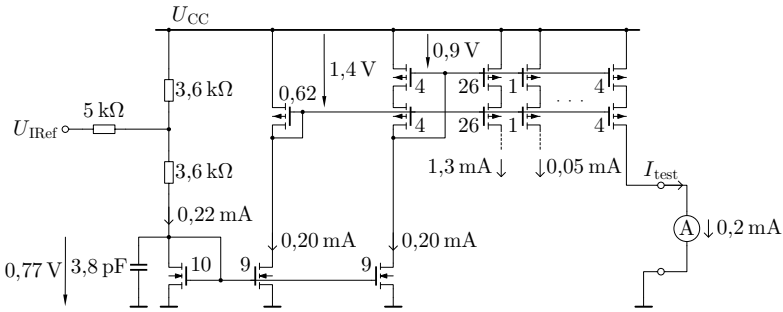 U_CC
0,9 V
1,4 V
3,6 kΩ
0,62
4
26
1
4
5 kΩ
U_IRef
4
26
1
. . .
4
3,6 kΩ
1,3 mA
0,05 mA
I_test
0,22 mA
A
0,2 mA
0,20 mA
0,20 mA
0,77 V
3,8 pF
10
9
9